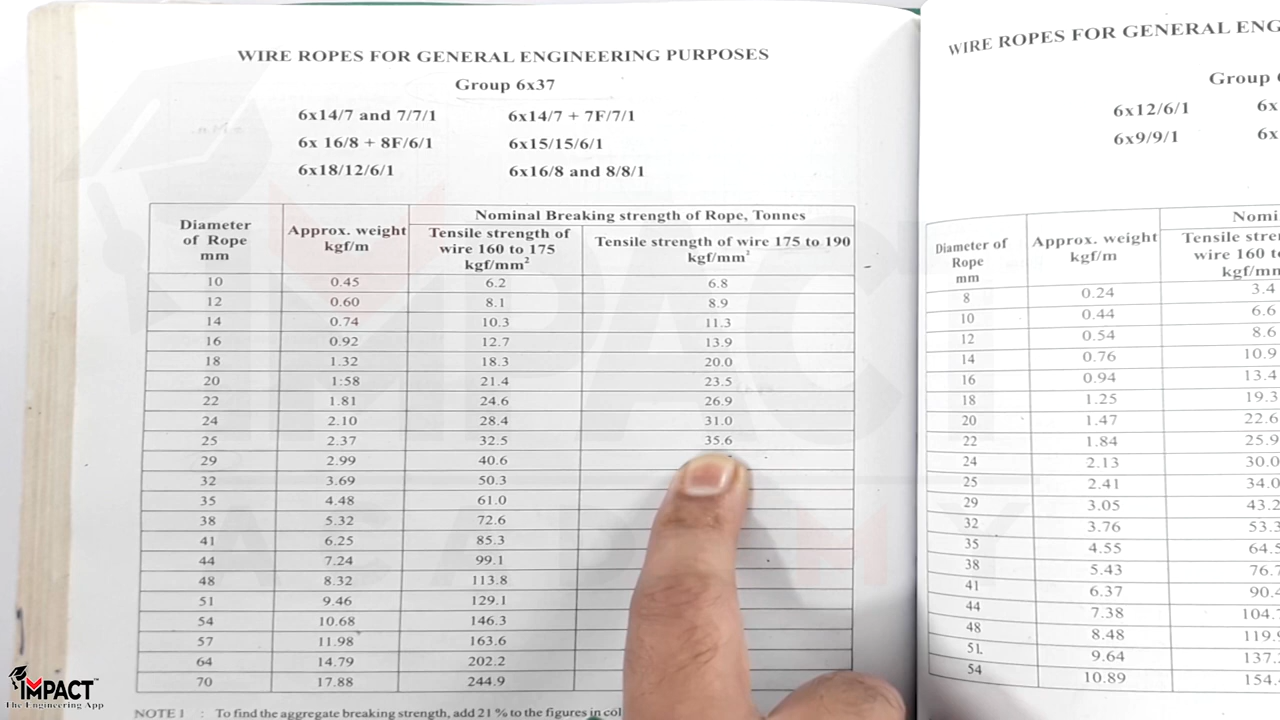 WIRE ROPES FOR GENERAL ENGINEERING PURPOSES
Group 6x37
6x14/7 and 7/7/1 6x14/7 + 7F/7/1
6x 16/8 + 8F/6/1 6x15/15/6/1
6x18/12/6/1 6x16/8 and 8/8/1
Diameter of Rope mm Approx. weight kgf/m Nominal Breaking strength of Rope, Tonnes
Tensile strength of wire 160 to 175 kgf/mm² Tensile strength of wire 175 to 190 kgf/mm²
10 0.45 6.2 6.8
12 0.60 8.1 8.9
14 0.74 10.3 11.3
16 0.92 12.7 13.9
18 1.32 18.3 20.0
20 1:58 21.4 23.5
22 1.81 24.6 26.9
24 2.10 28.4 31.0
25 2.37 32.5 35.6
29 2.99 40.6
32 3.69 50.3
35 4.48 61.0
38 5.32 72.6
41 6.25 85.3
44 7.24 99.1
48 8.32 113.8
51 9.46 129.1
54 10.68 146.3
57 11.98 163.6
64 14.79 202.2
70 17.88 244.9
NOTE 1 : To find the aggregate breaking strength, add 21 % to the figures in
WIRE ROPES FOR GENERAL
Group
6x12/6/1
6x9/9/1
Diameter of Rope mm Approx. weight kgf/m
Tensile
wire 160
8 0.24 3.4
10 0.44 6.6
12 0.54 8.6
14 0.76 10.9
16 0.94 13.4
18 1.25 19.3
20 1.47 22.6
22 1.84 25.9
24 2.13 30.0
25 2.41 34.0
29 3.05 43.2
32 3.76 53.3
35 4.55 64.5
38 5.43 76.7
41 6.37 90.4
44 7.38 104.
48 8.48 119.9
51. 9.64 137.
54 10.89 154.
IMPACT ACADEMY
IMPACT™
The Engineering App